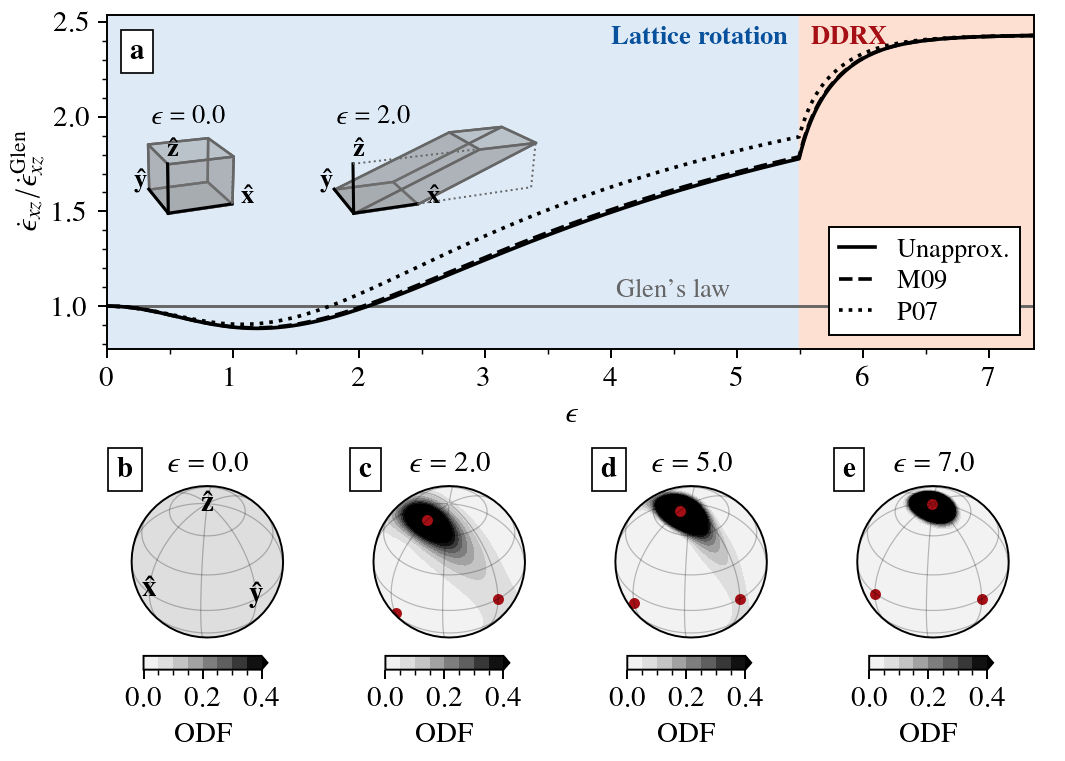 a
Lattice rotation
DDRX
2.5
2.0
1.5
1.0
ε̇xz/ε̇xz^Glen
ϵ = 0.0
ẑ
ŷ
x̂
ϵ = 2.0
ẑ
ŷ
x̂
Glen's law
Unapprox.
M09
P07
0 1 2 3 4 5 6 7
ϵ
b ϵ = 0.0
c ϵ = 2.0
d ϵ = 5.0
e ϵ = 7.0
ẑ
x̂
ŷ
0.0 0.2 0.4
0.0 0.2 0.4
0.0 0.2 0.4
0.0 0.2 0.4
ODF
ODF
ODF
ODF